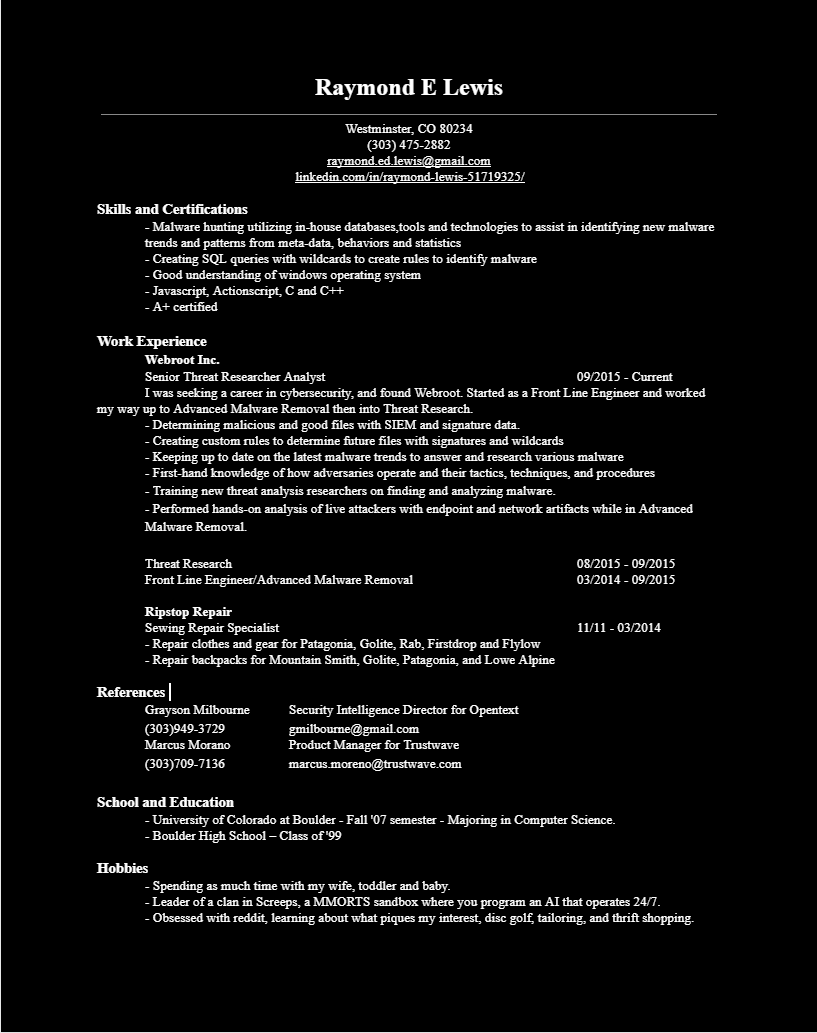 Raymond E Lewis
Westminster, CO 80234
(303) 475-2882
raymond.ed.lewis@gmail.com
linkedin.com/in/raymond-lewis-51719325/
Skills and Certifications
- Malware hunting utilizing in-house databases,tools and technologies to assist in identifying new malware
trends and patterns from meta-data, behaviors and statistics
- Creating SQL queries with wildcards to create rules to identify malware
- Good understanding of windows operating system
- Javascript, Actionscript, C and C++
- A+ certified
Work Experience
Webroot Inc.
Senior Threat Researcher Analyst 09/2015 - Current
I was seeking a career in cybersecurity, and found Webroot. Started as a Front Line Engineer and worked
my way up to Advanced Malware Removal then into Threat Research.
- Determining malicious and good files with SIEM and signature data.
- Creating custom rules to determine future files with signatures and wildcards
- Keeping up to date on the latest malware trends to answer and research various malware
- First-hand knowledge of how adversaries operate and their tactics, techniques, and procedures
- Training new threat analysis researchers on finding and analyzing malware.
- Performed hands-on analysis of live attackers with endpoint and network artifacts while in Advanced
Malware Removal.
Threat Research 08/2015 - 09/2015
Front Line Engineer/Advanced Malware Removal 03/2014 - 09/2015
Ripstop Repair
Sewing Repair Specialist 11/11 - 03/2014
- Repair clothes and gear for Patagonia, Golite, Rab, Firstdrop and Flylow
- Repair backpacks for Mountain Smith, Golite, Patagonia, and Lowe Alpine
References
Grayson Milbourne Security Intelligence Director for Opentext
(303)949-3729 gmilbourne@gmail.com
Marcus Morano Product Manager for Trustwave
(303)709-7136 marcus.moreno@trustwave.com
School and Education
- University of Colorado at Boulder - Fall '07 semester - Majoring in Computer Science.
- Boulder High School – Class of '99
Hobbies
- Spending as much time with my wife, toddler and baby.
- Leader of a clan in Screeps, a MMORTS sandbox where you program an AI that operates 24/7.
- Obsessed with reddit, learning about what piques my interest, disc golf, tailoring, and thrift shopping.